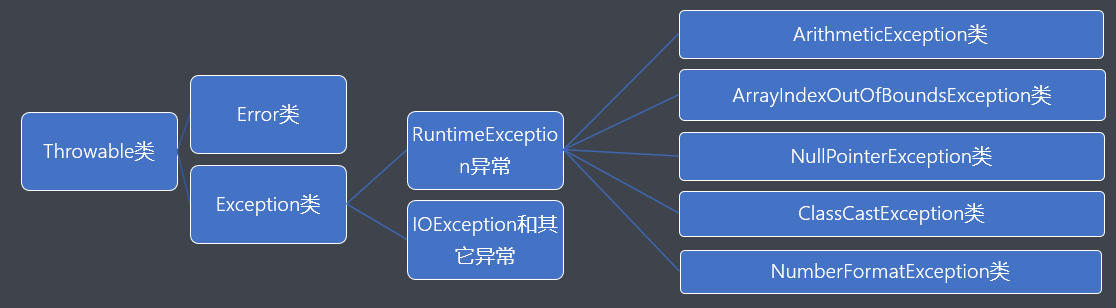 Throwable类
Error类
Exception类
RuntimeExceptio
n异常
IOException和其
它异常
ArithmeticException类
ArrayIndexOutOfBoundsException类
NullPointerException类
ClassCastException类
NumberFormatException类